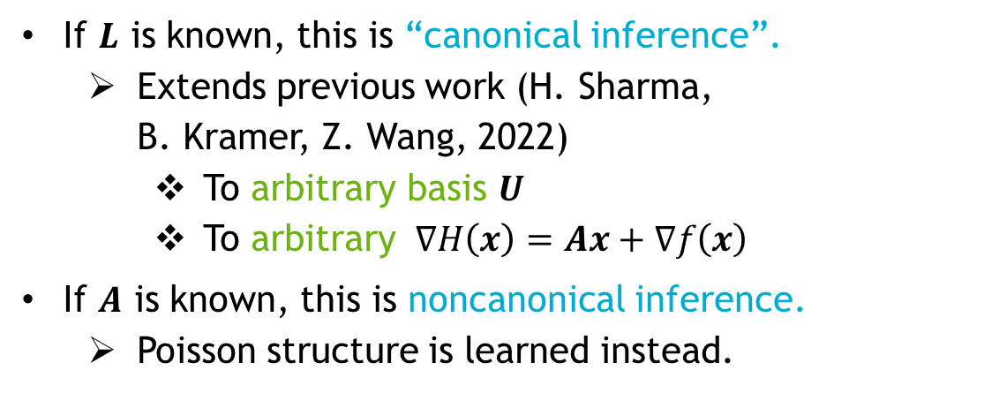 • If 𝑳 is known, this is “canonical inference”.
➢ Extends previous work (H. Sharma,
B. Kramer, Z. Wang, 2022)
❖ To arbitrary basis 𝑼
❖ To arbitrary ∇𝐻(𝒙) = 𝑨𝒙 + ∇𝑓(𝒙)
• If 𝑨 is known, this is noncanonical inference.
➢ Poisson structure is learned instead.